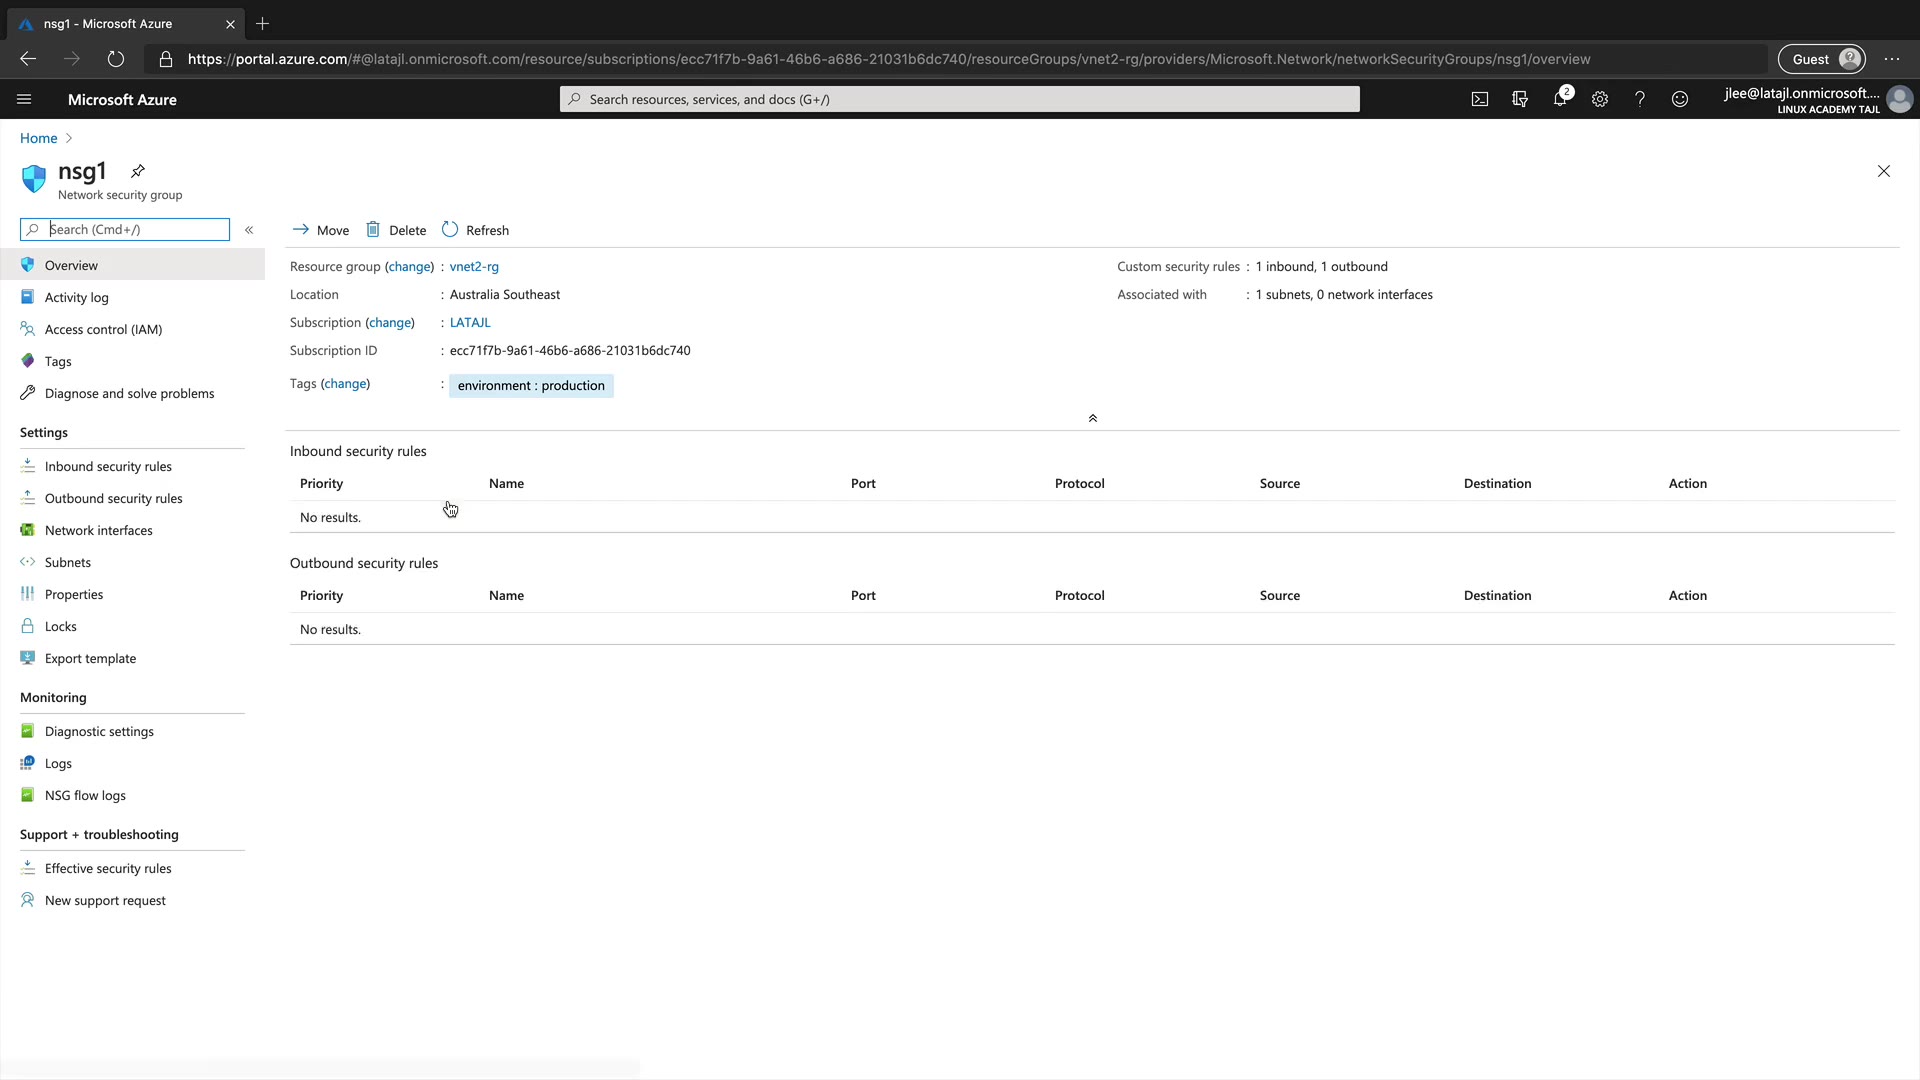 nsg1 - Microsoft Azure
https://portal.azure.com/#@latajl.onmicrosoft.com/resource/subscriptions/ecc71f7b-9a61-46b6-a686-21031b6dc740/resourceGroups/vnet2-rg/providers/Microsoft.Network/networkSecurityGroups/nsg1/overview
Guest
Microsoft Azure
Search resources, services, and docs (G+/)
2
jlee@latajl.onmicrosoft....
LINUX ACADEMY TAJL
Home
nsg1
Network security group
Search (Cmd+/)
Overview
Activity log
Access control (IAM)
Tags
Diagnose and solve problems
Settings
Inbound security rules
Outbound security rules
Network interfaces
Subnets
Properties
Locks
Export template
Monitoring
Diagnostic settings
Logs
NSG flow logs
Support + troubleshooting
Effective security rules
New support request
Move Delete Refresh
Resource group (change) : vnet2-rg
Location : Australia Southeast
Subscription (change) : LATAJL
Subscription ID : ecc71f7b-9a61-46b6-a686-21031b6dc740
Tags (change) : environment : production
Custom security rules : 1 inbound, 1 outbound
Associated with : 1 subnets, 0 network interfaces
Inbound security rules
Priority Name Port Protocol Source Destination Action
No results.
Outbound security rules
Priority Name Port Protocol Source Destination Action
No results.